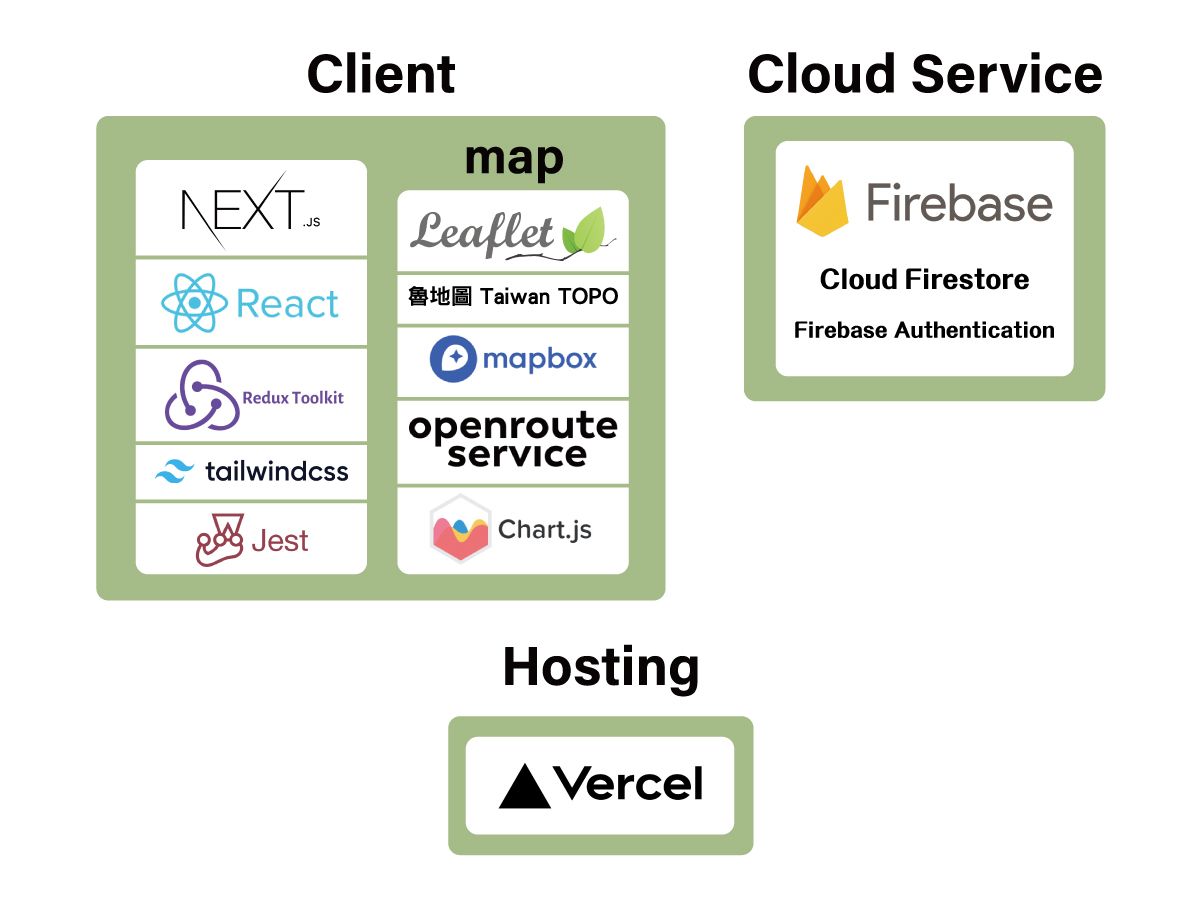 Client
NEXT.JS
React
Redux Toolkit
tailwindcss
Jest
map
Leaflet
魯地圖 Taiwan TOPO
mapbox
openroute
service
Chart.js
Cloud Service
Firebase
Cloud Firestore
Firebase Authentication
Hosting
Vercel